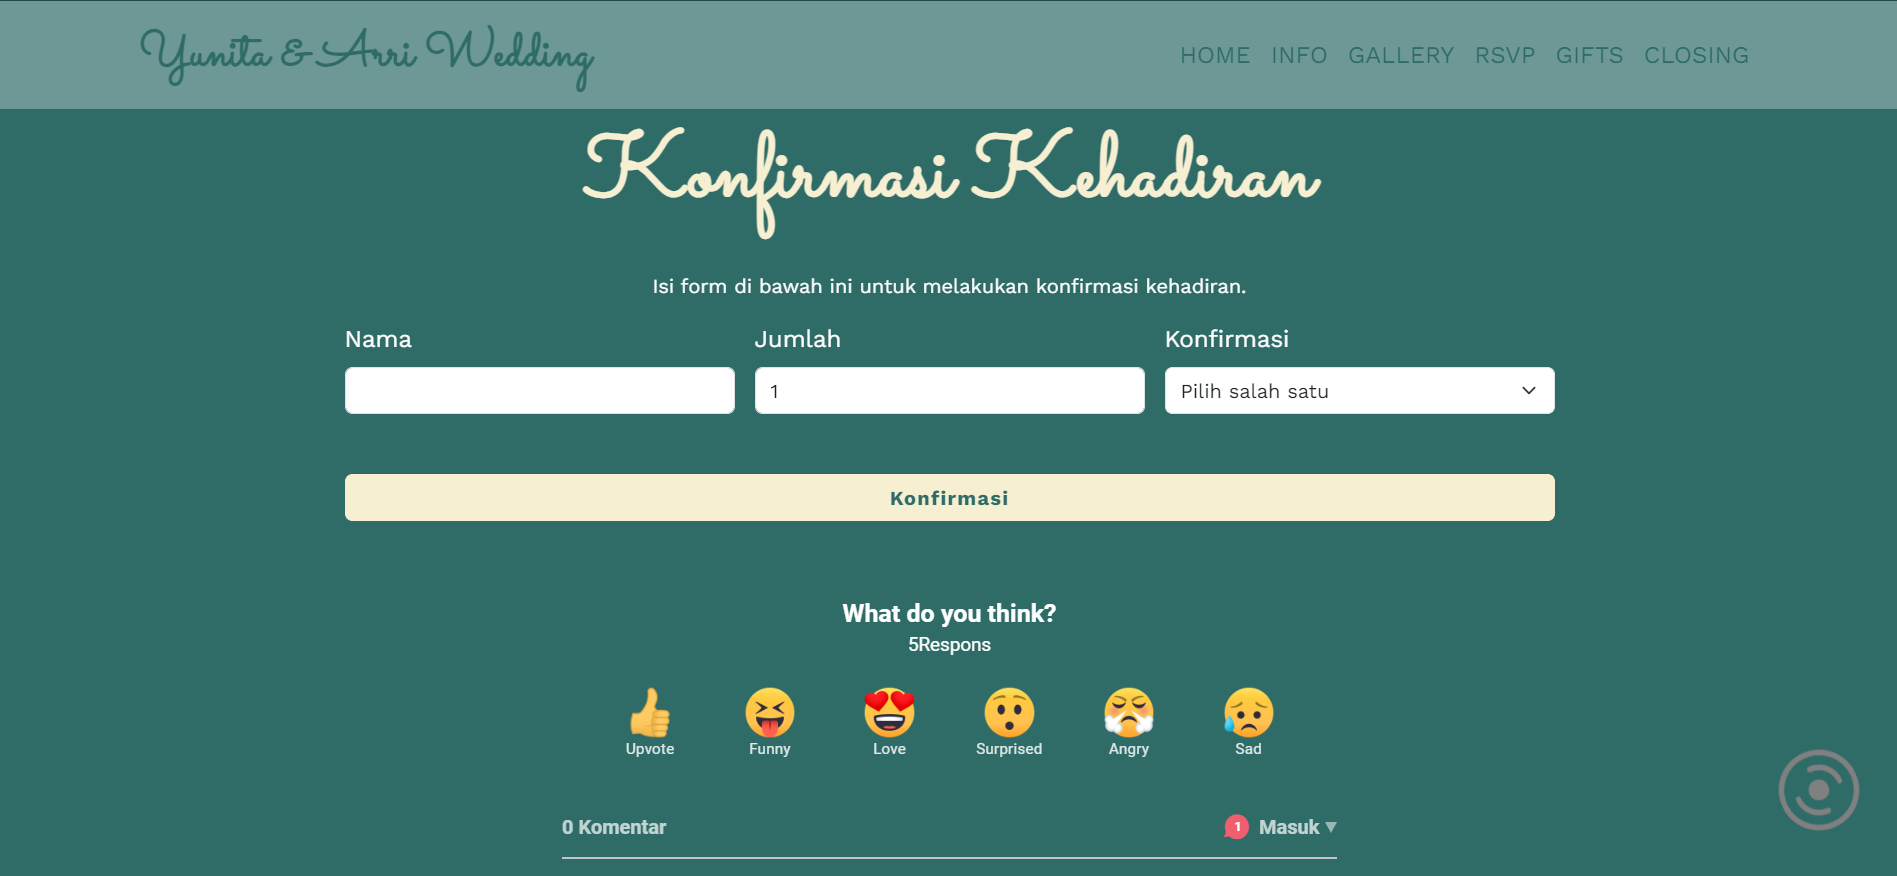 Yunita & Arri Wedding
HOME INFO GALLERY RSVP GIFTS CLOSING
Konfirmasi Kehadiran
Isi form di bawah ini untuk melakukan konfirmasi kehadiran.
Nama Jumlah Konfirmasi
1 Pilih salah satu
Konfirmasi
What do you think?
5Respons
Upvote Funny Love Surprised Angry Sad
0 Komentar 1 Masuk